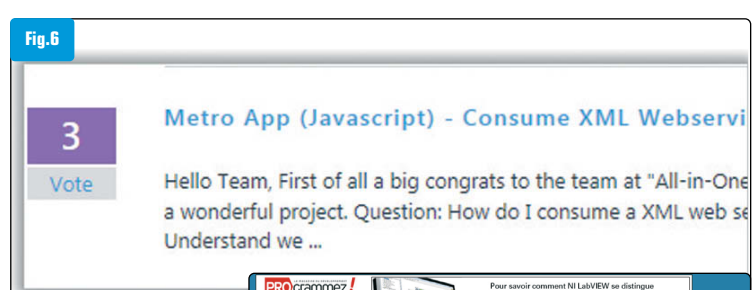 Fig.6
Metro App (Javascript) - Consume XML Webservi
3
Vote
Hello Team, First of all a big congrats to the team at "All-in-One
a wonderful project. Question: How do I consume a XML web se
Understand we ...
PROgrammez!
Pour savoir comment NI LabVIEW se distingue